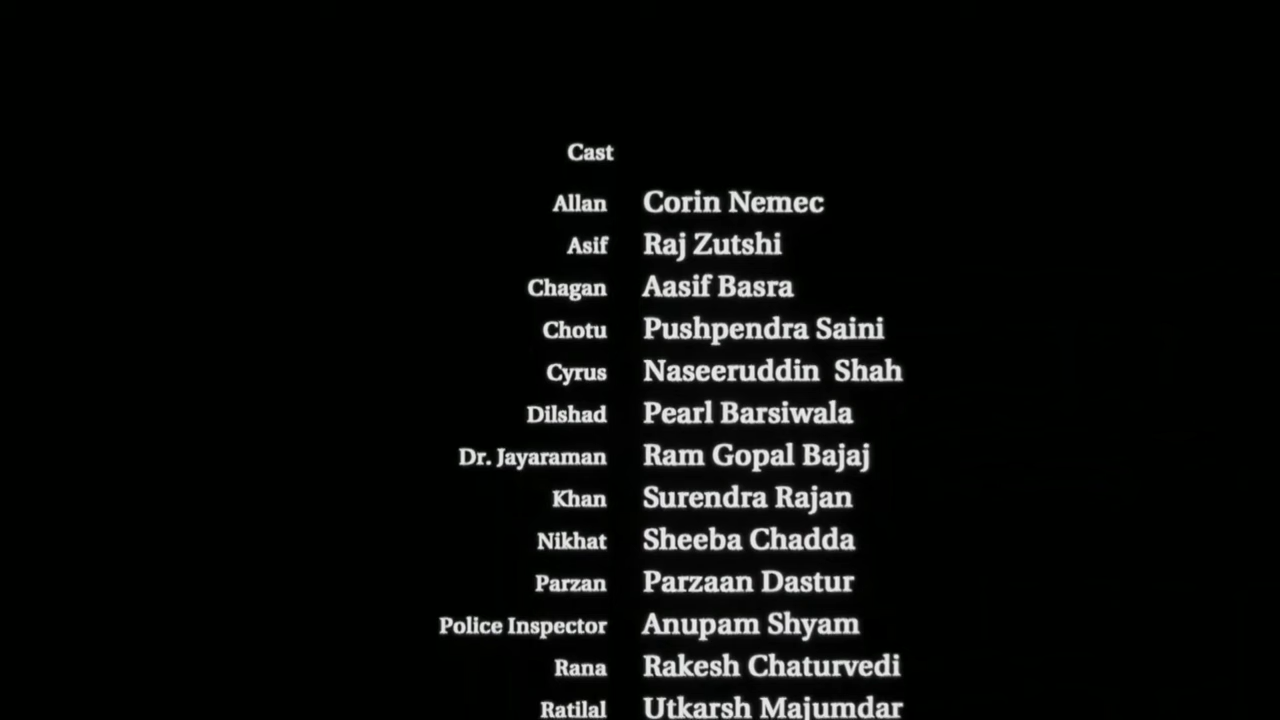 Cast
Allan Corin Nemec
Asif Raj Zutshi
Chagan Aasif Basra
Chotu Pushpendra Saini
Cyrus Naseeruddin Shah
Dilshad Pearl Barsiwala
Dr. Jayaraman Ram Gopal Bajaj
Khan Surendra Rajan
Nikhat Sheeba Chadda
Parzan Parzaan Dastur
Police Inspector Anupam Shyam
Rana Rakesh Chaturvedi
Ratilal Utkarsh Majumdar